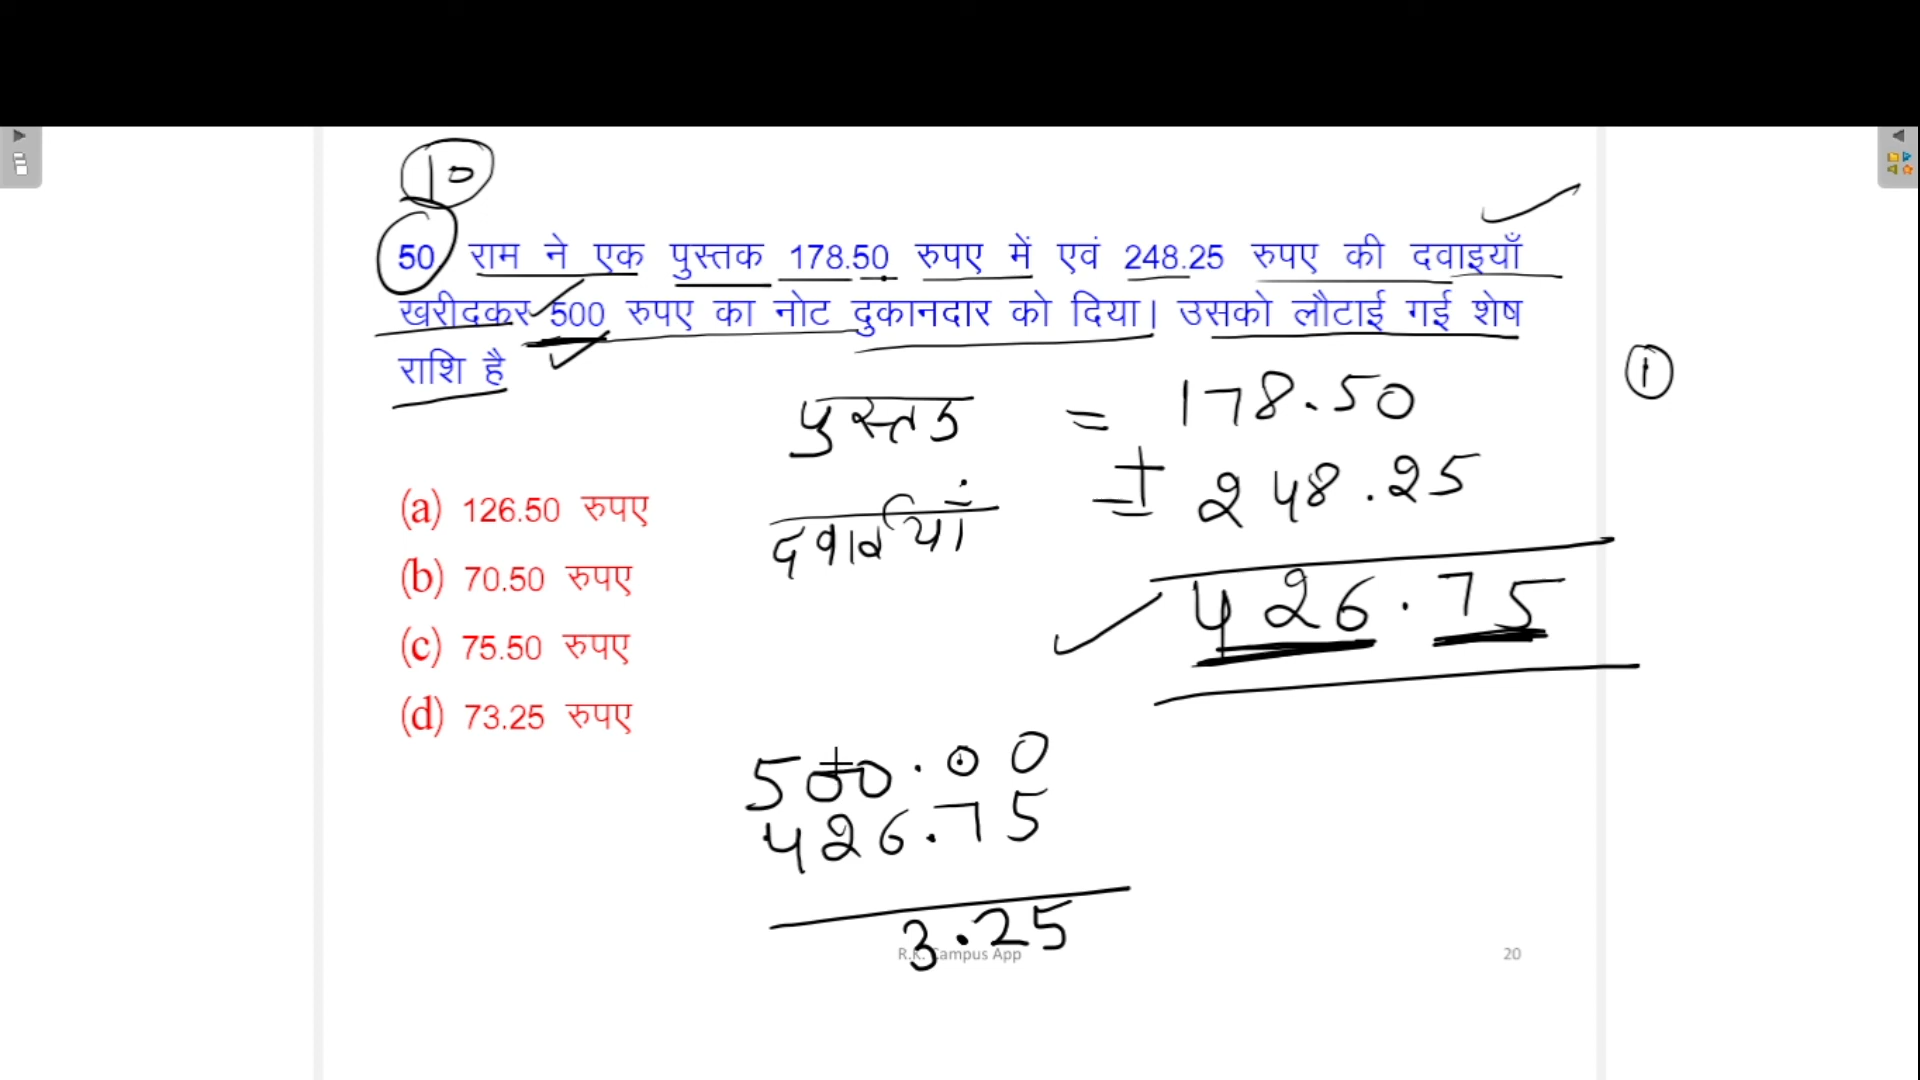 10
50 राम ने एक पुस्तक 178.50 रुपए में एवं 248.25 रुपए की दवाइयाँ
खरीदकर 500 रुपए का नोट दुकानदार को दिया। उसको लौटाई गई शेष
राशि है
1
पुस्तक = 178.50
दवाईयाँ = + 248.25
426.75
(a) 126.50 रुपए
(b) 70.50 रुपए
(c) 75.50 रुपए
(d) 73.25 रुपए
500.00
426.75
3.25
R.K. Campus App
20